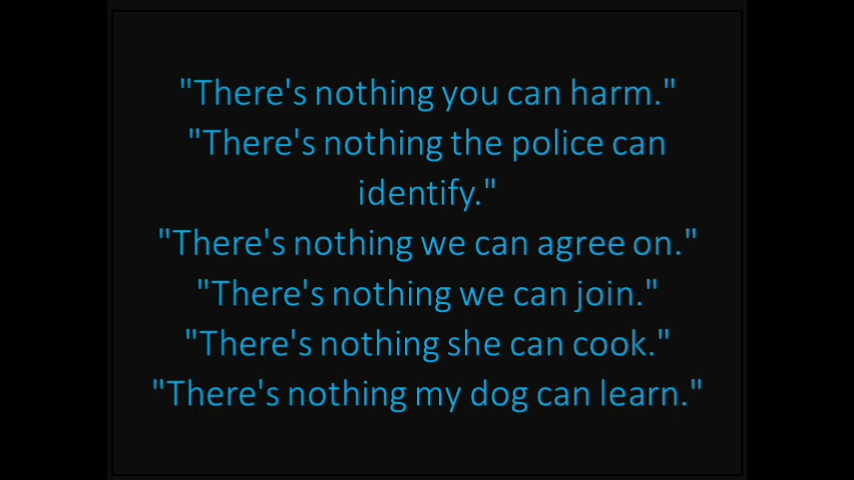 "There's nothing you can harm."
"There's nothing the police can
identify."
"There's nothing we can agree on."
"There's nothing we can join."
"There's nothing she can cook."
"There's nothing my dog can learn."